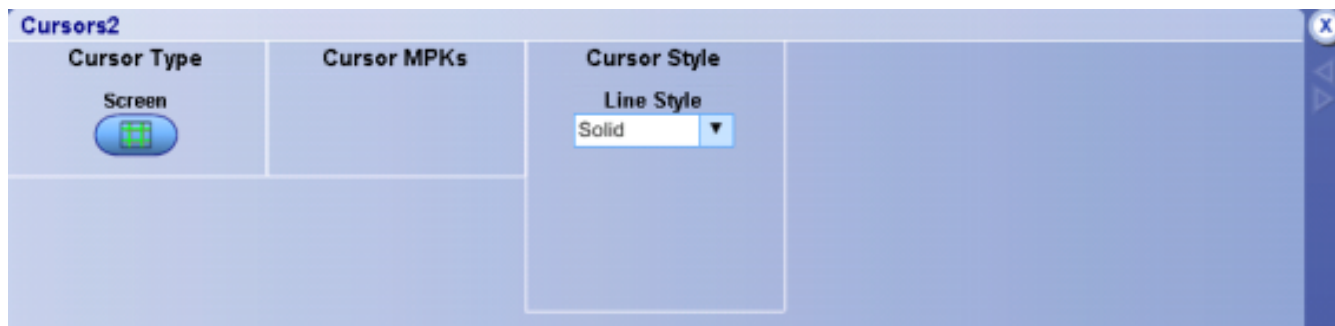 Cursors2
X
Cursor Type
Cursor MPKs
Cursor Style
Screen
Line Style
Solid